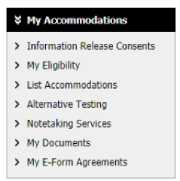 My Accommodations
Information Release Consents
My Eligibility
List Accommodations
Alternative Testing
Notetaking Services
My Documents
My E-Form Agreements